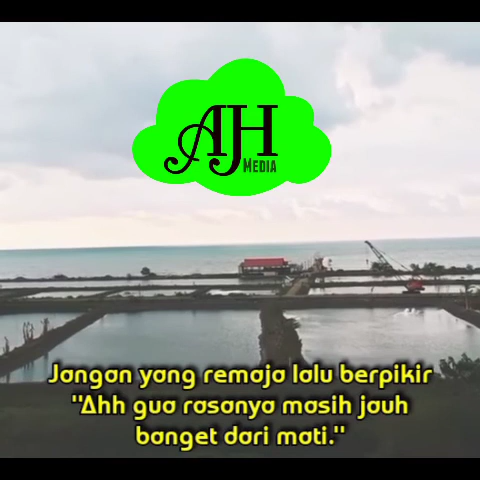 AJH
MEDIA
Jangan yang remaja lalu berpikir
"Ahh gua rasanya masih jauh
banget dari mati."